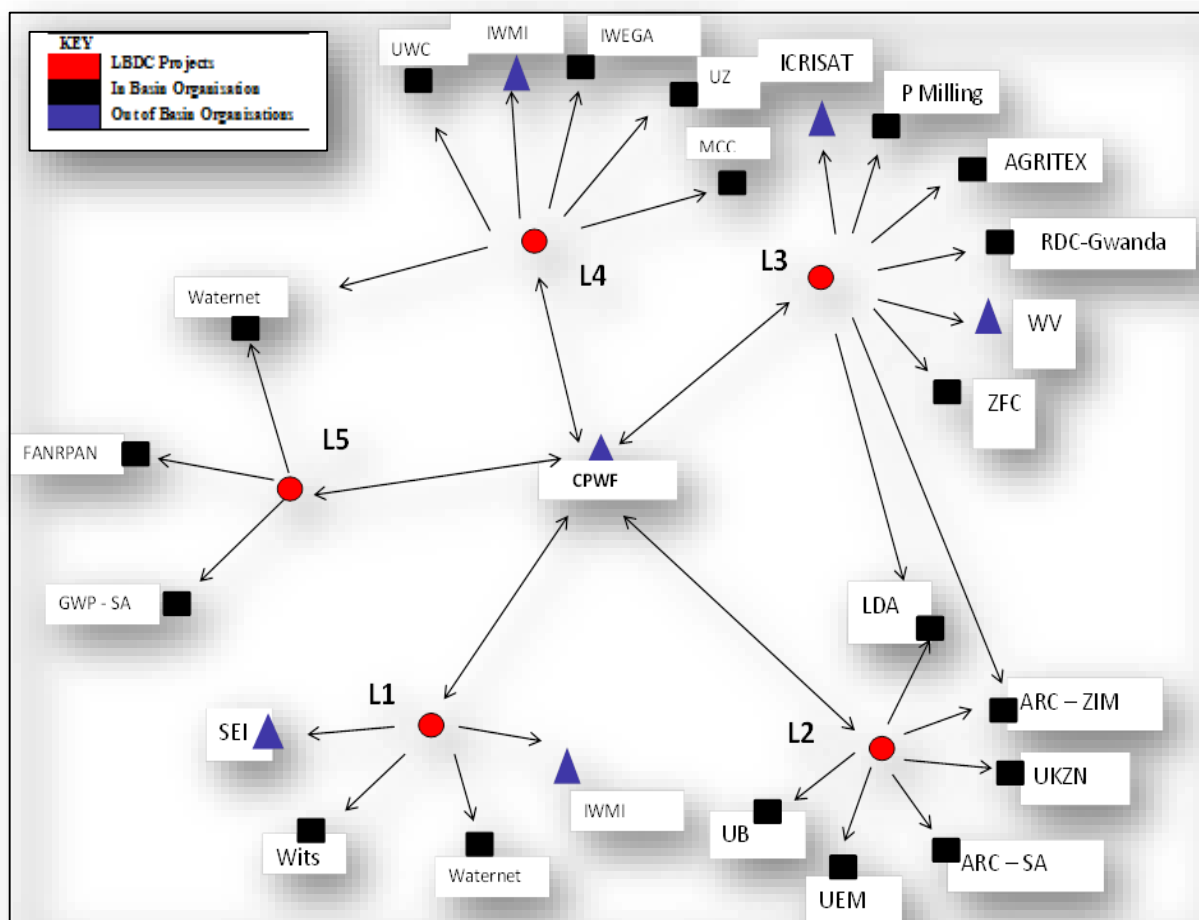 KEY
LBDC Projects
In Basin Organisation
Out of Basin Organisations
UWC
IWMI
IWEGA
UZ
MCC
ICRISAT
P Milling
AGRITEX
RDC-Gwanda
WV
ZFC
L4
L3
Waternet
L5
FANRPAN
CPWF
GWP - SA
LDA
L1
SEI
L2
ARC – ZIM
UKZN
IWMI
UB
Wits
Waternet
ARC – SA
UEM